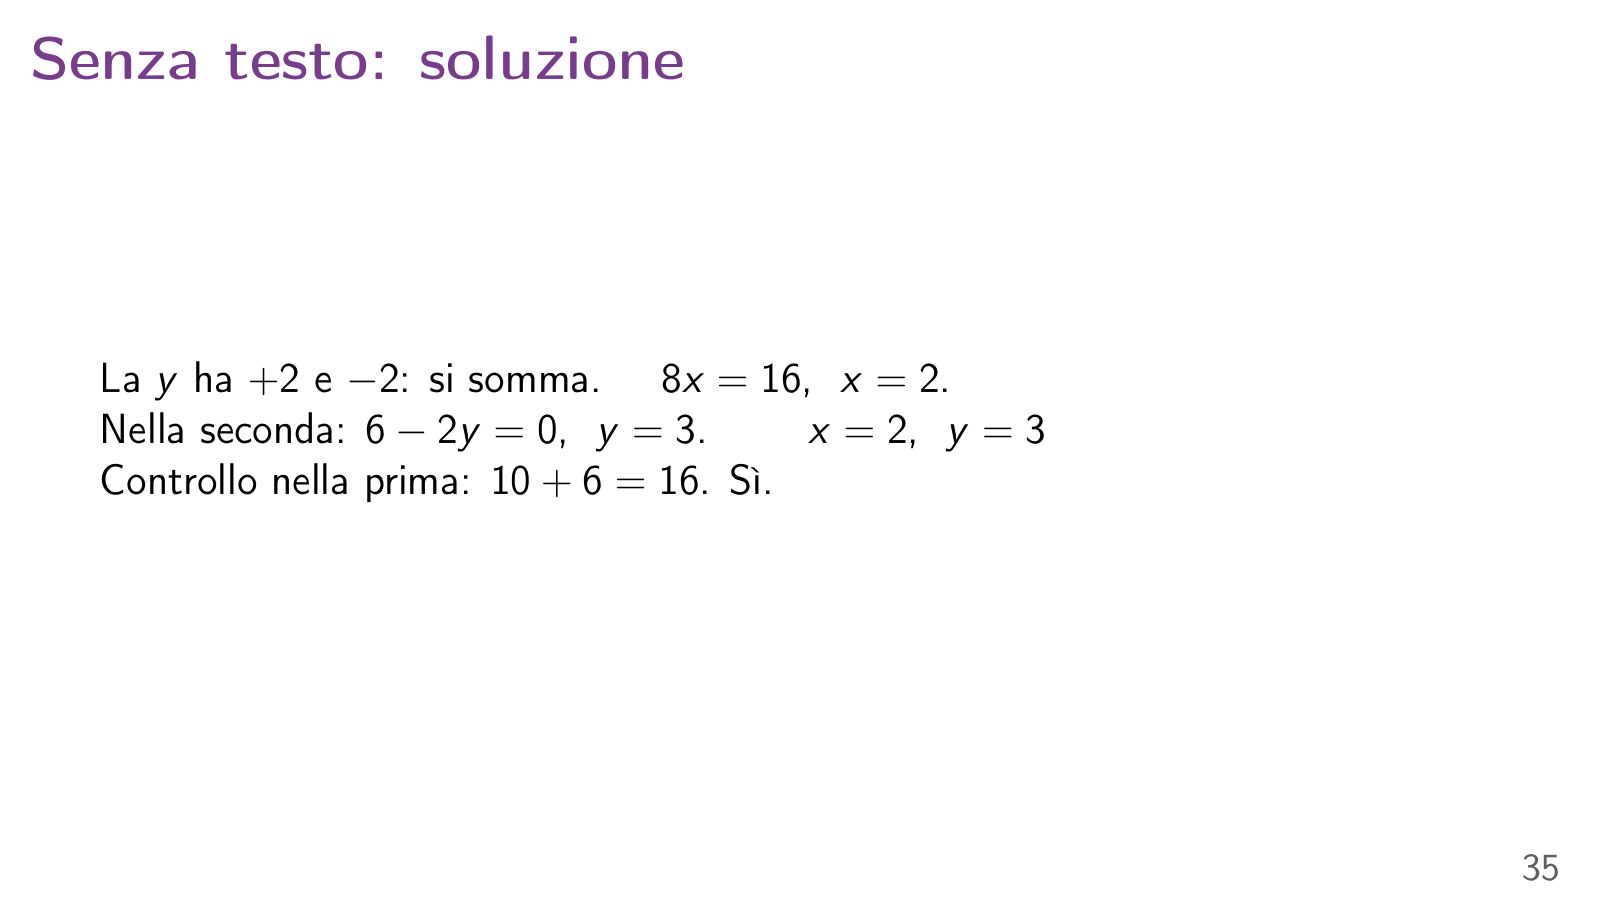 Senza testo: soluzione
La y ha +2 e −2: si somma. 8x = 16, x = 2.
Nella seconda: 6 − 2y = 0, y = 3. x = 2, y = 3
Controllo nella prima: 10 + 6 = 16. Sì.
35